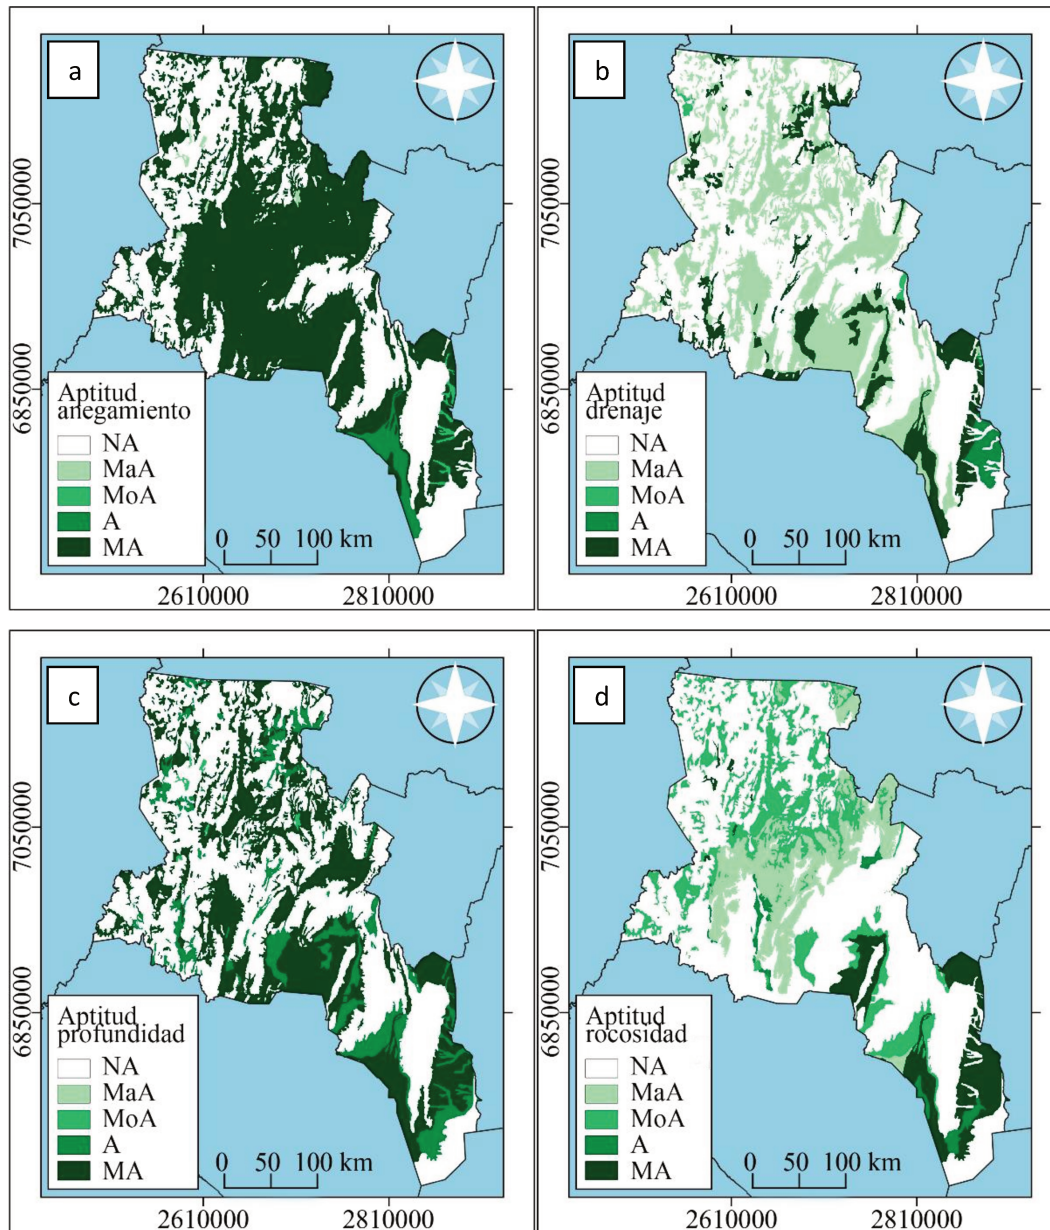 a
7050000
6850000
Aptitud
anegamiento
NA
MaA
MoA
A
MA
0 50 100 km
2610000 2810000
b
7050000
6850000
Aptitud
drenaje
NA
MaA
MoA
A
MA
0 50 100 km
2610000 2810000
c
7050000
6850000
Aptitud
profundidad
NA
MaA
MoA
A
MA
0 50 100 km
2610000 2810000
d
7050000
6850000
Aptitud
rocosidad
NA
MaA
MoA
A
MA
0 50 100 km
2610000 2810000